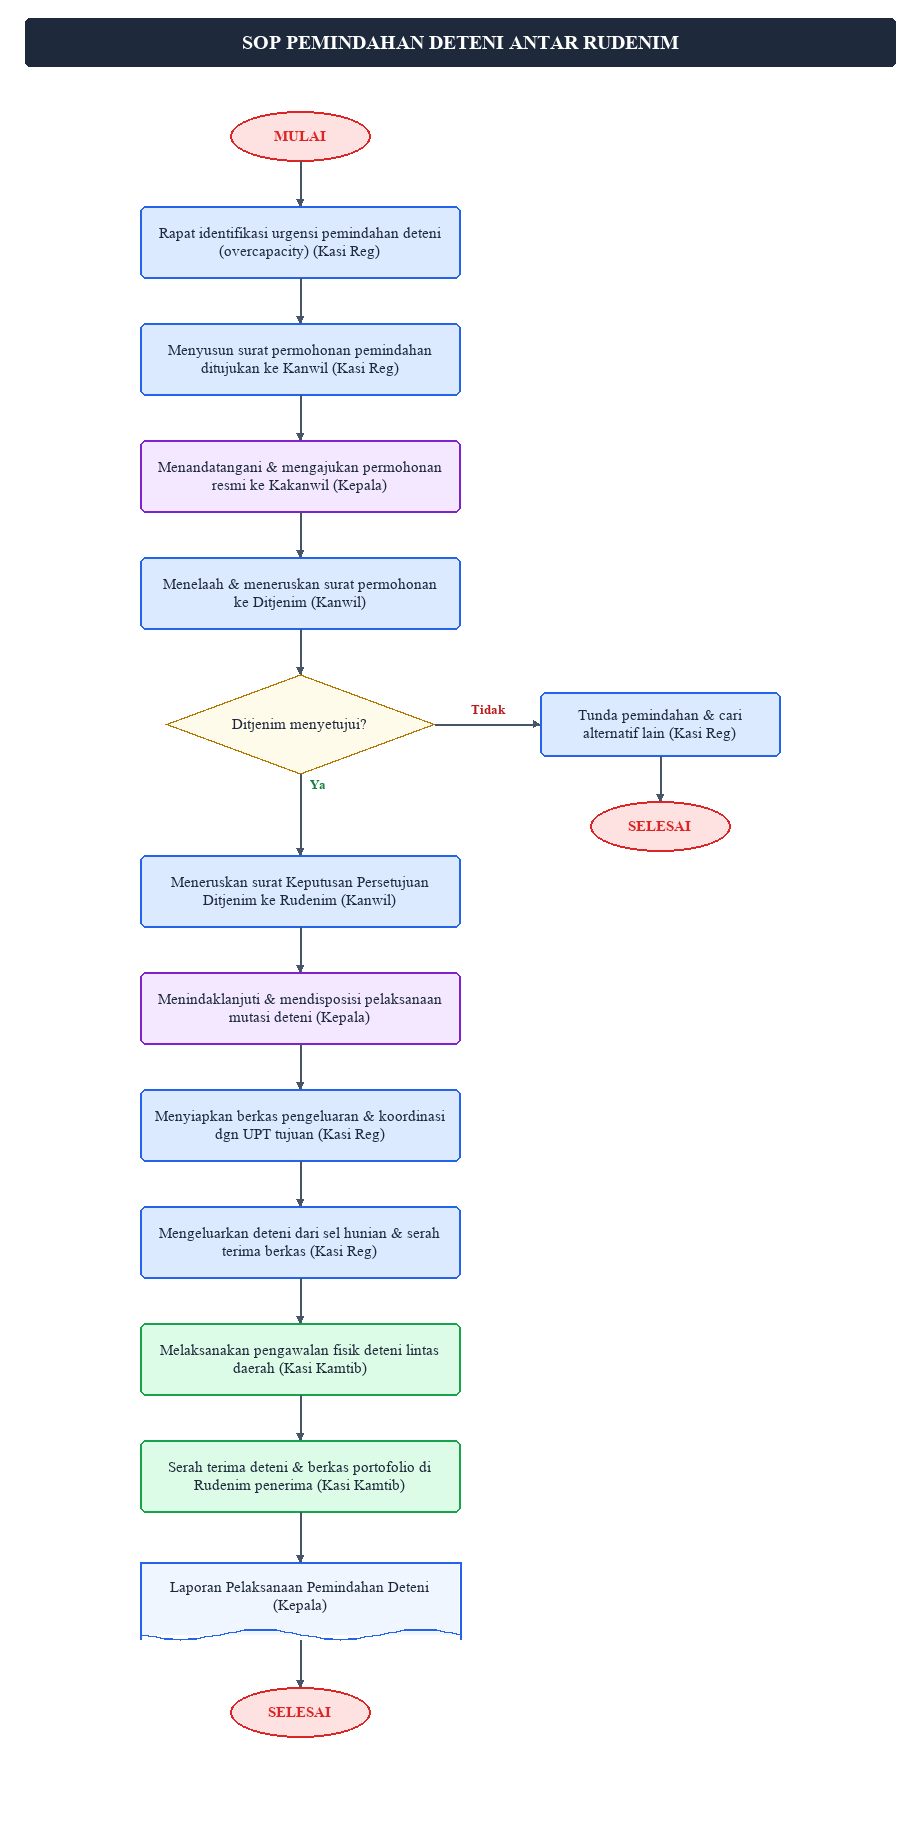 SOP PEMINDAHAN DETENI ANTAR RUDENIM
MULAI
Rapat identifikasi urgensi pemindahan deteni
(overcapacity) (Kasi Reg)
Menyusun surat permohonan pemindahan
ditujukan ke Kanwil (Kasi Reg)
Menandatangani & mengajukan permohonan
resmi ke Kakanwil (Kepala)
Menelaah & meneruskan surat permohonan
ke Ditjenim (Kanwil)
Ditjenim menyetujui?
Tidak
Tunda pemindahan & cari
alternatif lain (Kasi Reg)
SELESAI
Ya
Meneruskan surat Keputusan Persetujuan
Ditjenim ke Rudenim (Kanwil)
Menindaklanjuti & mendisposisi pelaksanaan
mutasi deteni (Kepala)
Menyiapkan berkas pengeluaran & koordinasi
dgn UPT tujuan (Kasi Reg)
Mengeluarkan deteni dari sel hunian & serah
terima berkas (Kasi Reg)
Melaksanakan pengawalan fisik deteni lintas
daerah (Kasi Kamtib)
Serah terima deteni & berkas portofolio di
Rudenim penerima (Kasi Kamtib)
Laporan Pelaksanaan Pemindahan Deteni
(Kepala)
SELESAI